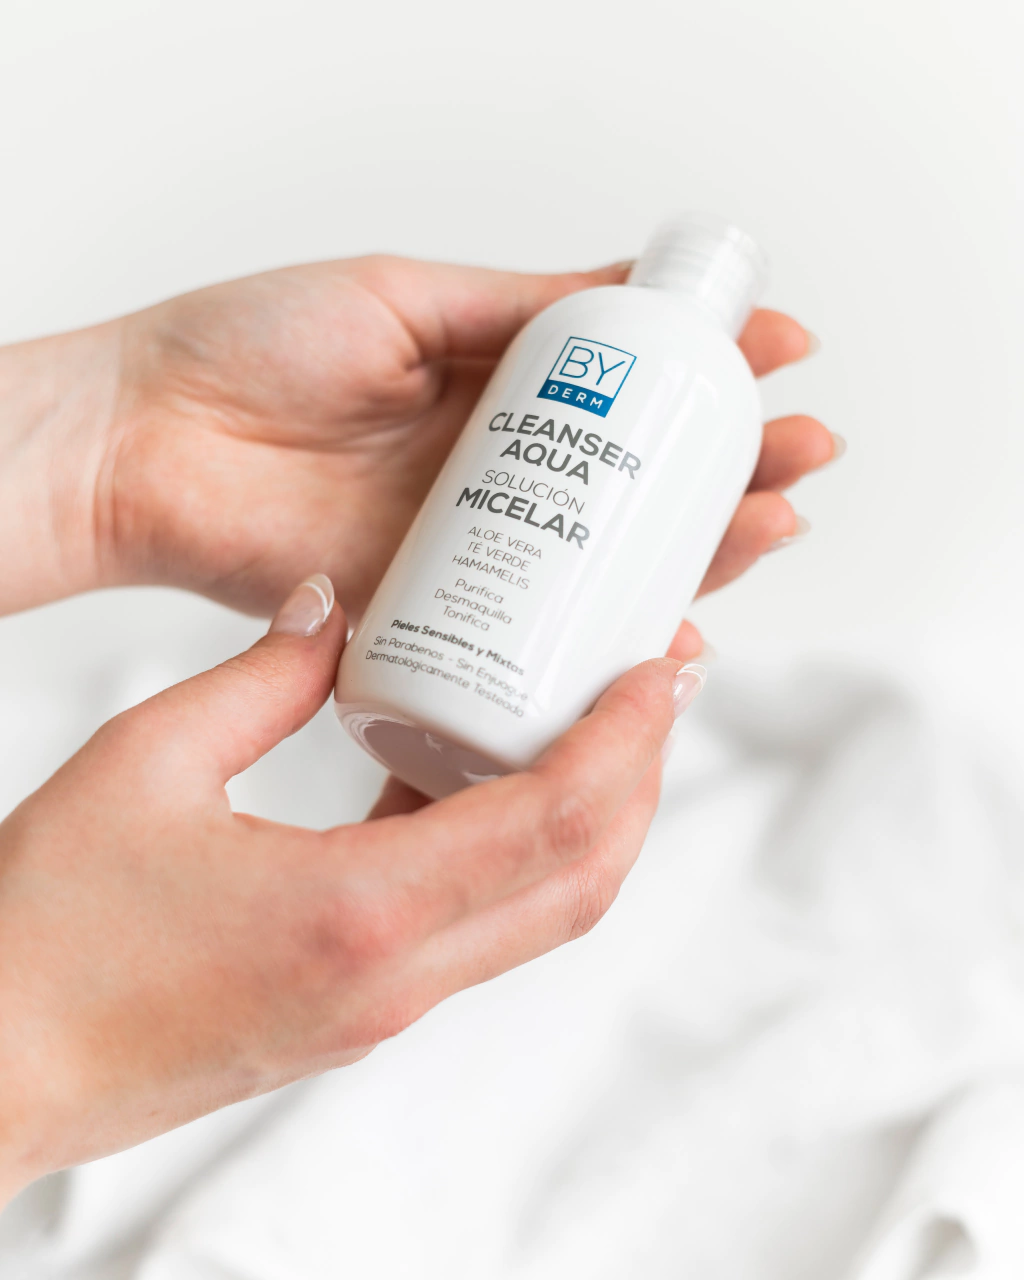 BY
DERM
CLEANSER
AQUA
SOLUCIÓN
MICELAR
ALOE VERA
TÉ VERDE
HAMAMELIS
Purifica
Desmaquilla
Tonifica
Pieles Sensibles y Mixtas
Sin Parabenos - Sin Enjuague
Dermatológicamente Testeado